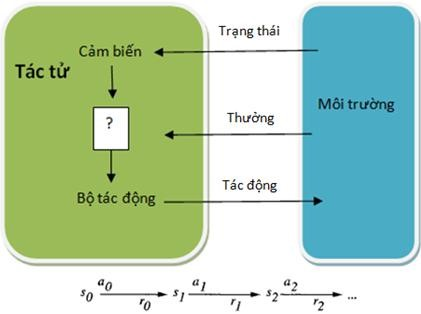 Trạng thái
Cảm biến
Tác tử
Môi trường
?
Thưởng
Tác động
Bộ tác động
s0 a0 r0 s1 a1 r1 s2 a2 r2 ...